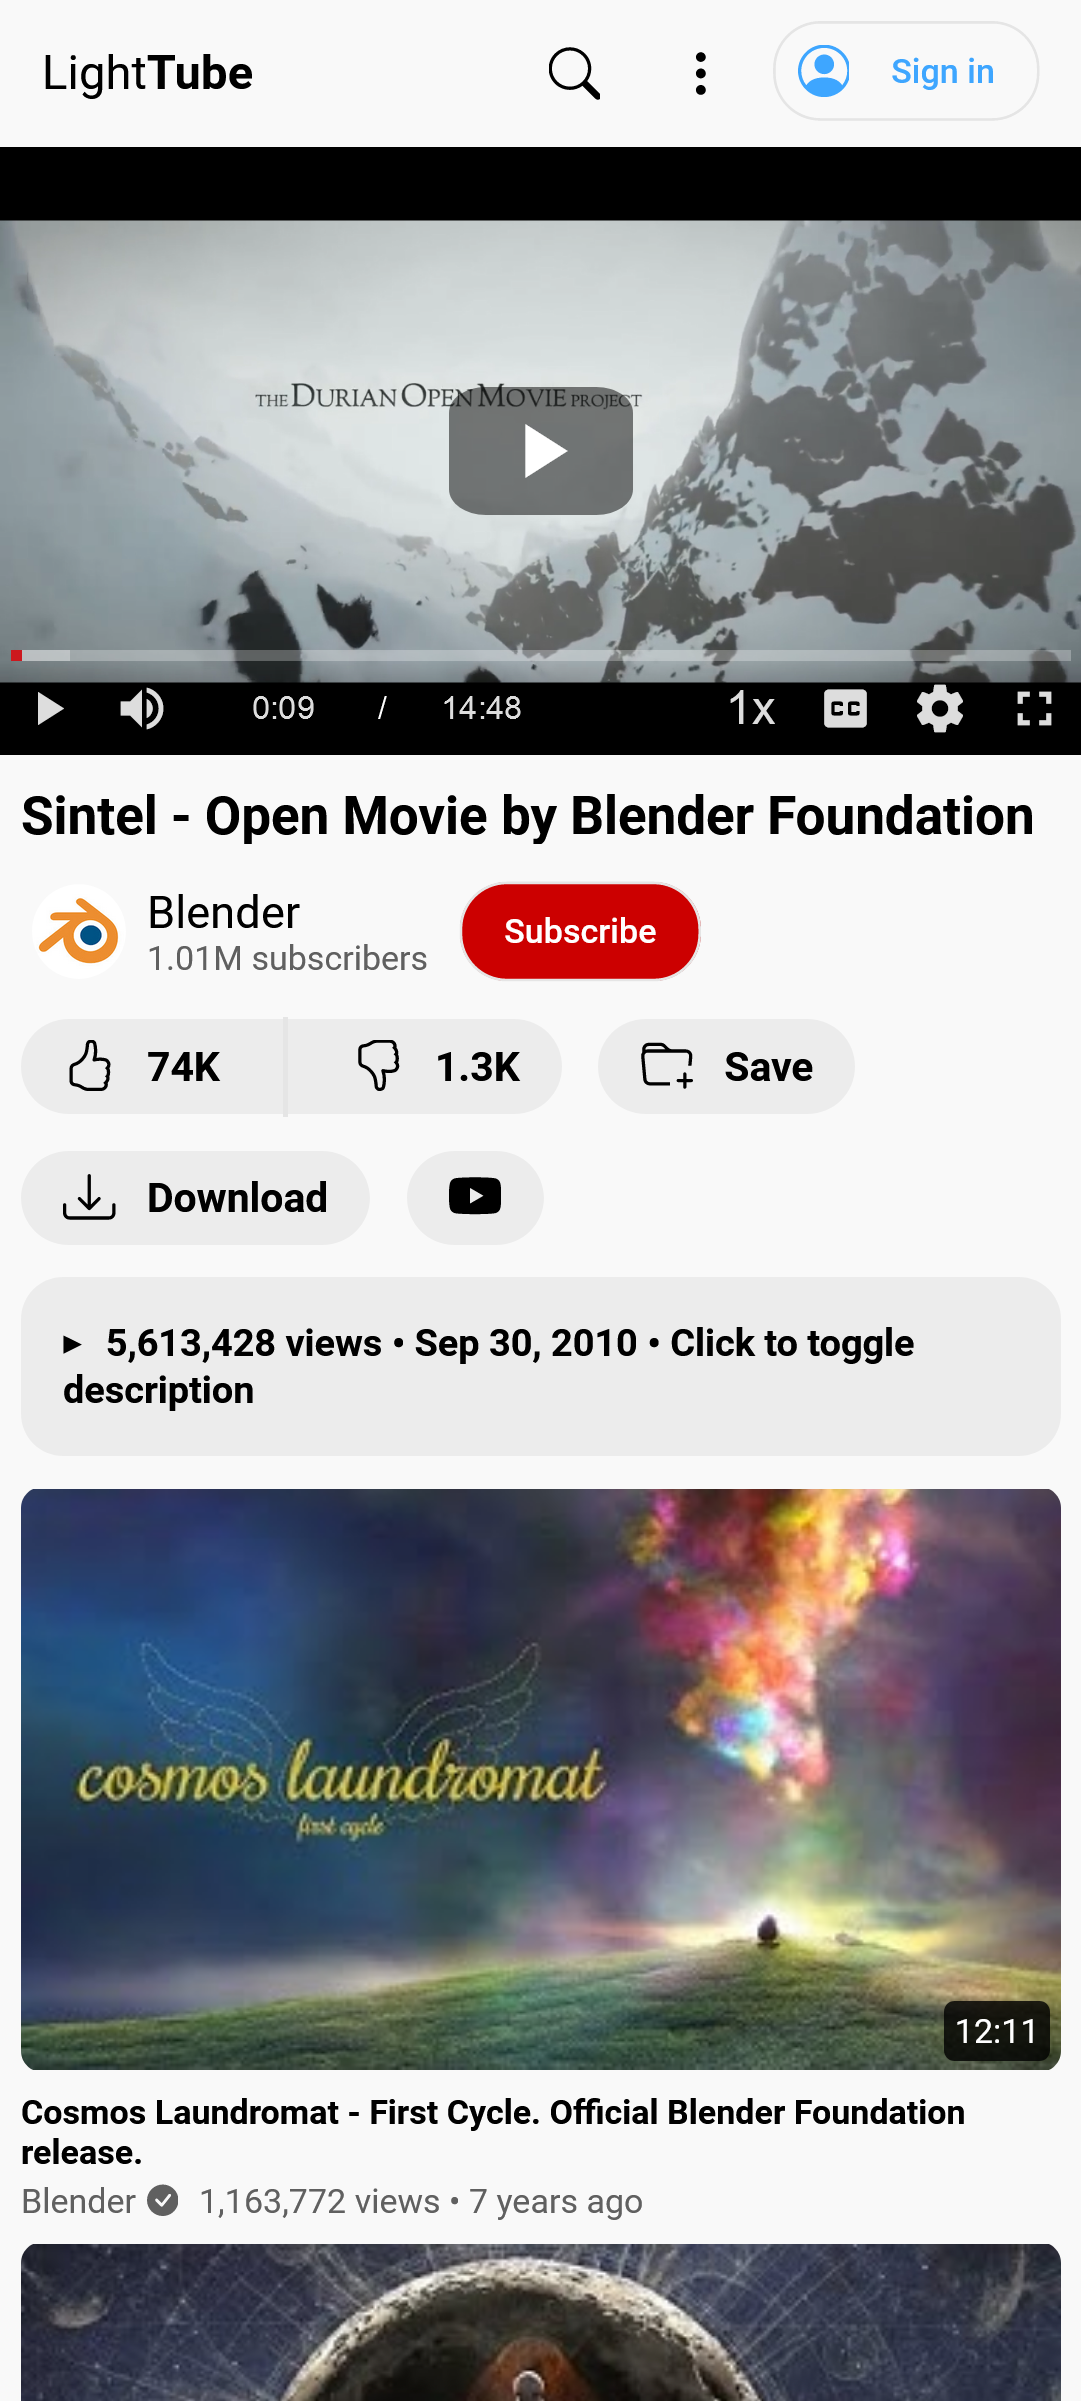 LightTube
Sign in
THE DURIAN OPEN MOVIE PROJECT
0:09 / 14:48
1x
CC
Sintel - Open Movie by Blender Foundation
Blender
1.01M subscribers
Subscribe
74K
1.3K
Save
Download
▸ 5,613,428 views • Sep 30, 2010 • Click to toggle
description
cosmos laundromat
first cycle
12:11
Cosmos Laundromat - First Cycle. Official Blender Foundation
release.
Blender 1,163,772 views • 7 years ago